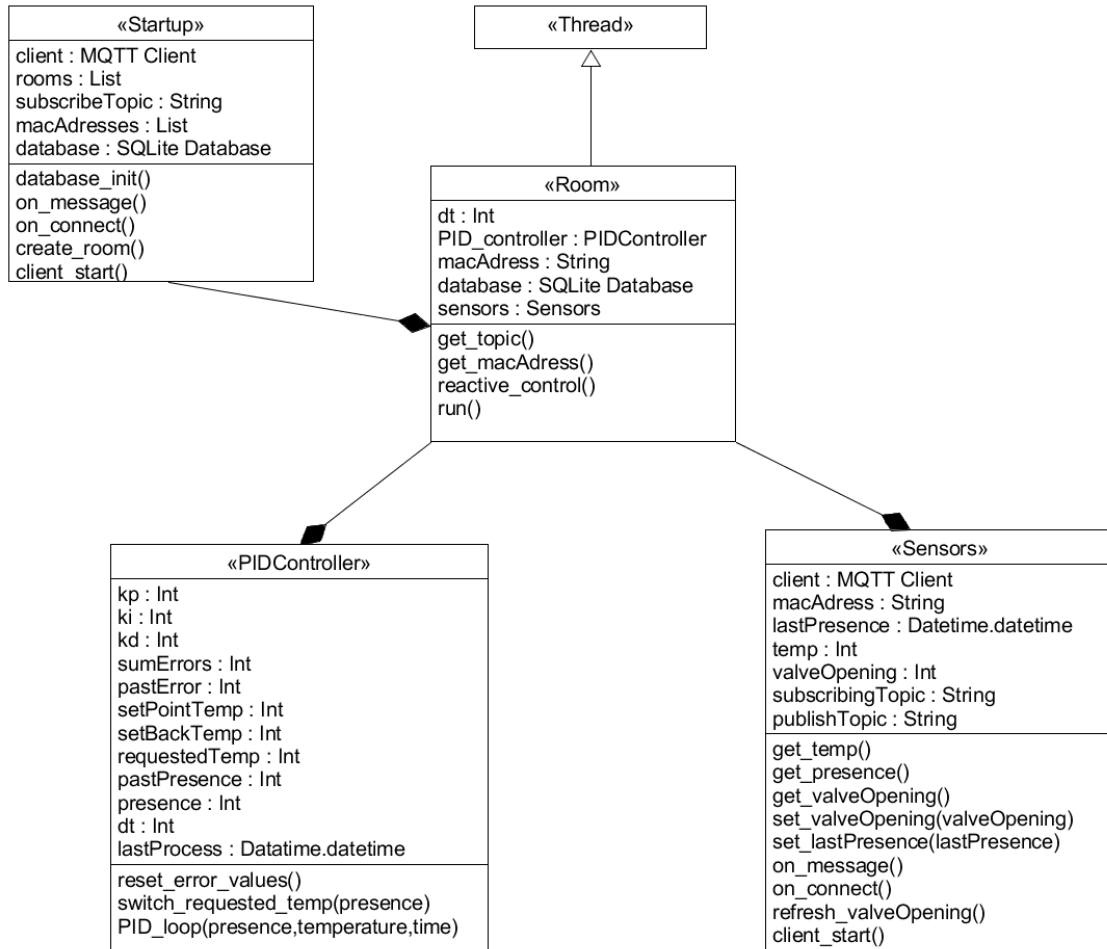 «Startup»
client : MQTT Client
rooms : List
subscribeTopic : String
macAdresses : List
database : SQLite Database
database_init()
on_message()
on_connect()
create_room()
client_start()
«Thread»
«Room»
dt : Int
PID_controller : PIDController
macAdress : String
database : SQLite Database
sensors : Sensors
get_topic()
get_macAdress()
reactive_control()
run()
«PIDController»
kp : Int
ki : Int
kd : Int
sumErrors : Int
pastError : Int
setPointTemp : Int
setBackTemp : Int
requestedTemp : Int
pastPresence : Int
presence : Int
dt : Int
lastProcess : Datatime.datetime
reset_error_values()
switch_requested_temp(presence)
PID_loop(presence,temperature,time)
«Sensors»
client : MQTT Client
macAdress : String
lastPresence : Datetime.datetime
temp : Int
valveOpening : Int
subscribingTopic : String
publishTopic : String
get_temp()
get_presence()
get_valveOpening()
set_valveOpening(valveOpening)
set_lastPresence(lastPresence)
on_message()
on_connect()
refresh_valveOpening()
client_start()